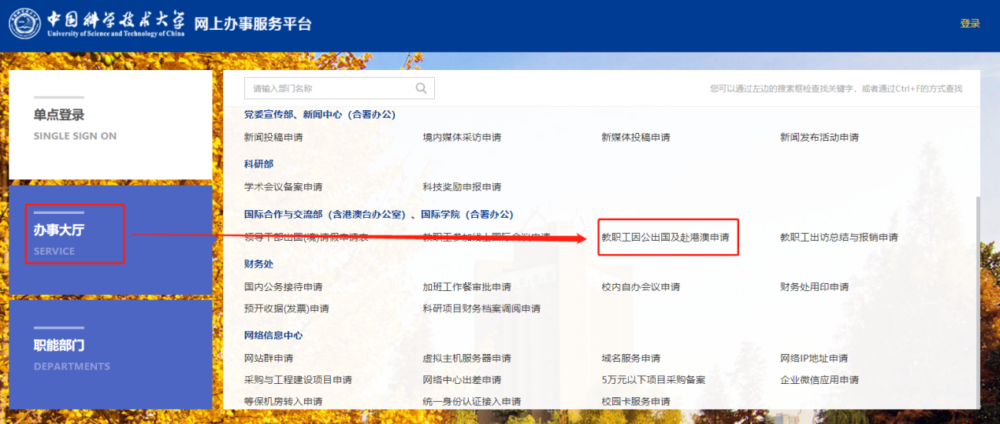 中国科学技术大学
University of Science and Technology of China
网上办事服务平台
登录
单点登录
SINGLE SIGN ON
办事大厅
SERVICE
职能部门
DEPARTMENTS
请输入部门名称
您可以通过左边的搜索框检查找关键字，或者通过Ctrl+F的方式查找
党委宣传部、新闻中心（合署办公）
新闻投稿申请 境内媒体采访申请 新媒体投稿申请 新闻发布活动申请
科研部
学术会议备案申请 科技奖励申报申请
国际合作与交流部（含港澳台办公室）、国际学院（合署办公）
领导干部出国(境)请假申请表 教职工参加线上国际会议申请 教职工因公出国及赴港澳申请 教职工出访总结与报销申请
财务处
国内公务接待申请 加班工作餐审批申请 校内自办会议申请 财务处用印申请
预开收据(发票)申请 科研项目财务档案调阅申请
网络信息中心
网站群申请 虚拟主机服务器申请 域名服务申请 网络IP地址申请
采购与工程建设项目申请 网络中心出差申请 5万元以下项目采购备案 企业微信应用申请
等保机房转入申请 统一身份认证接入申请 校园卡服务申请